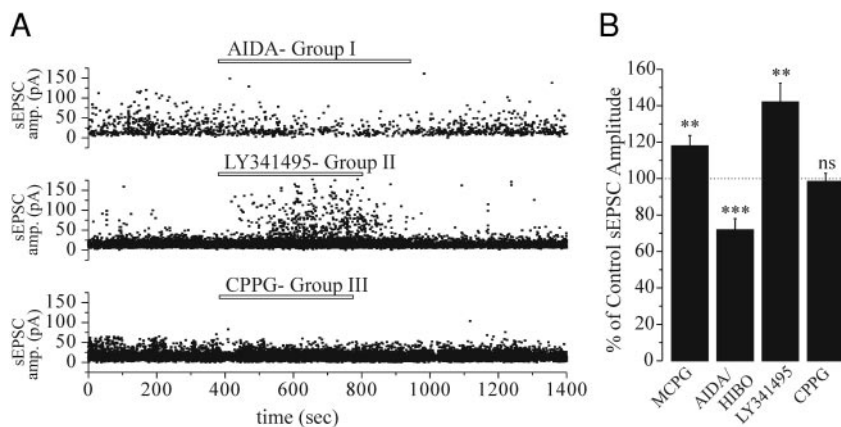 A
AIDA- Group I
sEPSC
amp. (pA)
150
100
50
0
LY341495- Group II
sEPSC
amp. (pA)
150
100
50
0
CPPG- Group III
sEPSC
amp. (pA)
150
100
50
0
0 200 400 600 800 1000 1200 1400
time (sec)
B
% of Control sEPSC Amplitude
160
140
120
100
80
60
40
20
0
**
***
**
ns
MCPG
AIDA/
HIBO
LY341495
CPPG